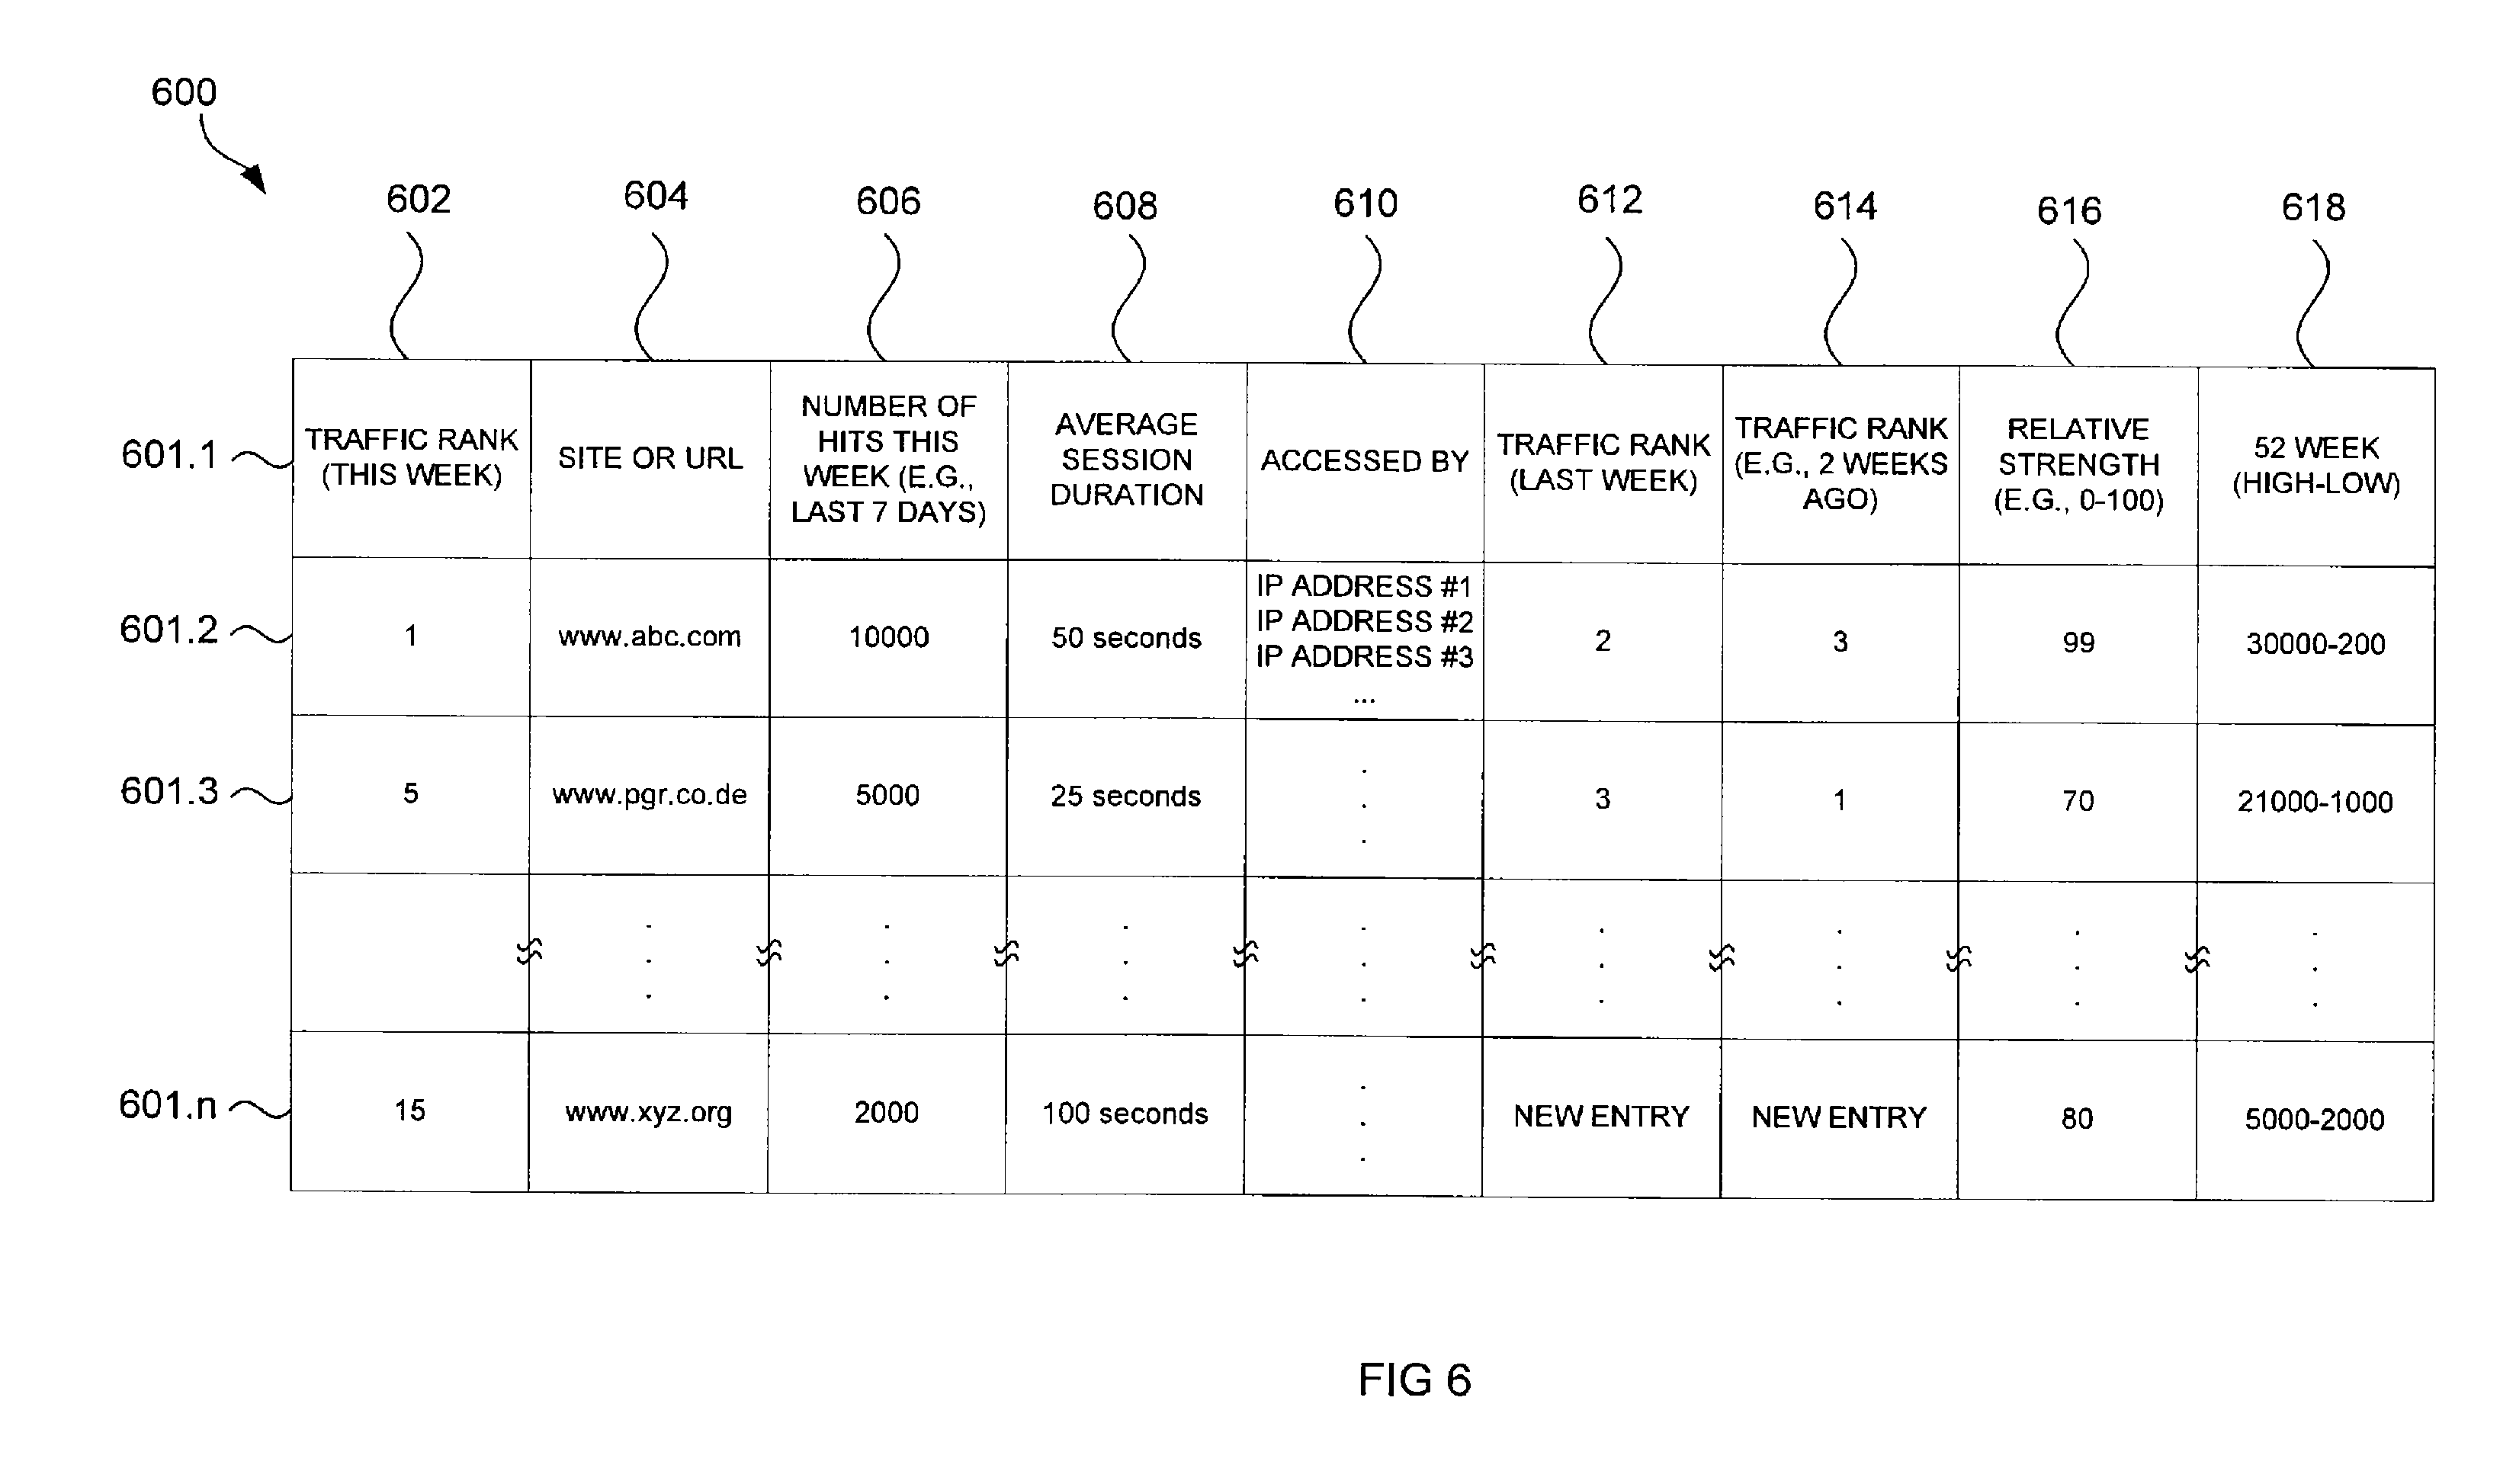 600
602
604
606
608
610
612
614
616
618
601.1
TRAFFIC RANK
(THIS WEEK)
SITE OR URL
NUMBER OF
HITS THIS
WEEK (E.G.,
LAST 7 DAYS)
AVERAGE
SESSION
DURATION
ACCESSED BY
TRAFFIC RANK
(LAST WEEK)
TRAFFIC RANK
(E.G., 2 WEEKS
AGO)
RELATIVE
STRENGTH
(E.G., 0-100)
52 WEEK
(HIGH-LOW)
601.2
1
www.abc.com
10000
50 seconds
IP ADDRESS #1
IP ADDRESS #2
IP ADDRESS #3
...
2
3
99
30000-200
601.3
5
www.pgr.co.de
5000
25 seconds
3
1
70
21000-1000
601.n
15
www.xyz.org
2000
100 seconds
NEW ENTRY
NEW ENTRY
80
5000-2000
FIG 6